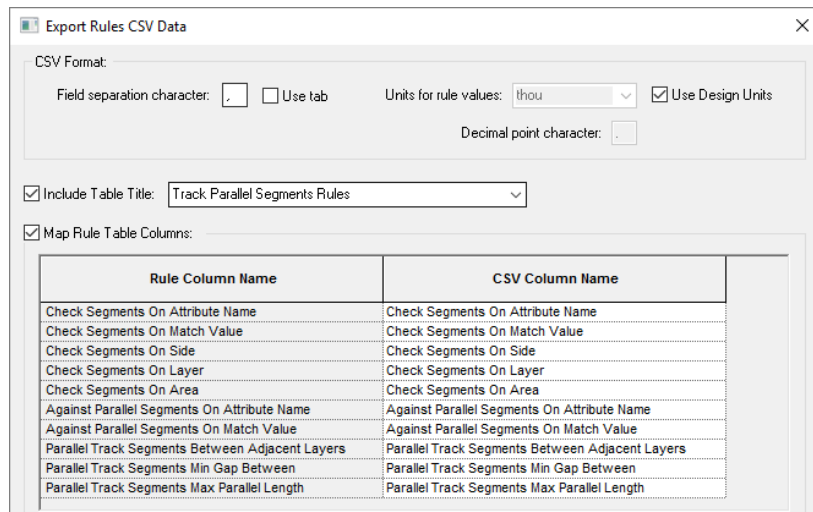 Export Rules CSV Data
CSV Format:
Field separation character: , Use tab Units for rule values: thou Use Design Units
Decimal point character: .
Include Table Title: Track Parallel Segments Rules
Map Rule Table Columns:
Rule Column Name CSV Column Name
Check Segments On Attribute Name Check Segments On Attribute Name
Check Segments On Match Value Check Segments On Match Value
Check Segments On Side Check Segments On Side
Check Segments On Layer Check Segments On Layer
Check Segments On Area Check Segments On Area
Against Parallel Segments On Attribute Name Against Parallel Segments On Attribute Name
Against Parallel Segments On Match Value Against Parallel Segments On Match Value
Parallel Track Segments Between Adjacent Layers Parallel Track Segments Between Adjacent Layers
Parallel Track Segments Min Gap Between Parallel Track Segments Min Gap Between
Parallel Track Segments Max Parallel Length Parallel Track Segments Max Parallel Length